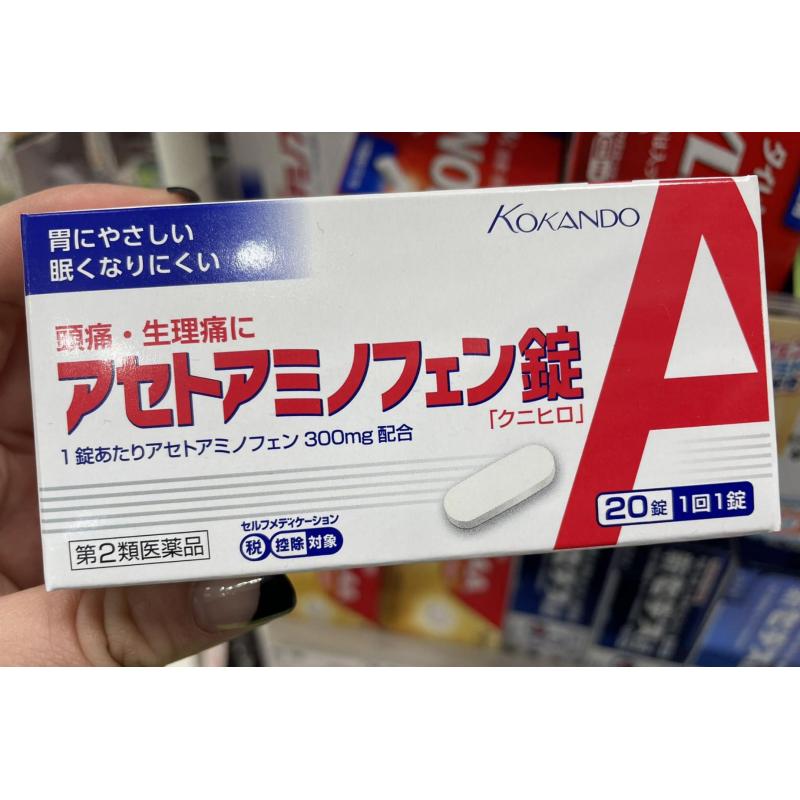 胃にやさしい
眠くなりにくい
KOKANDO
A
頭痛・生理痛に
アセトアミノフェン錠
「クニヒロ」
1錠あたりアセトアミノフェン 300mg 配合
20錠 1回1錠
第2類医薬品
セルフメディケーション
税 控除 対象